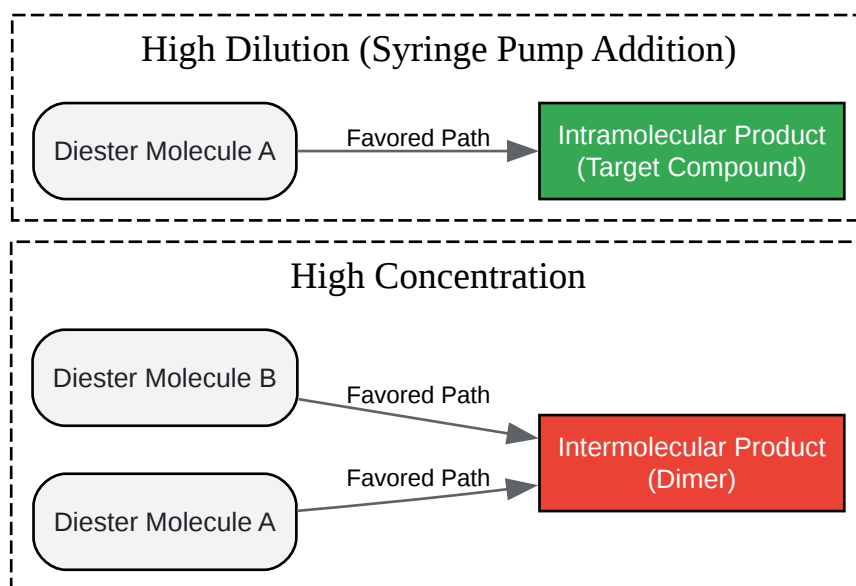 High Dilution (Syringe Pump Addition)
Diester Molecule A
Favored Path
Intramolecular Product
(Target Compound)
High Concentration
Diester Molecule B
Favored Path
Intermolecular Product
(Dimer)
Favored Path
Diester Molecule A